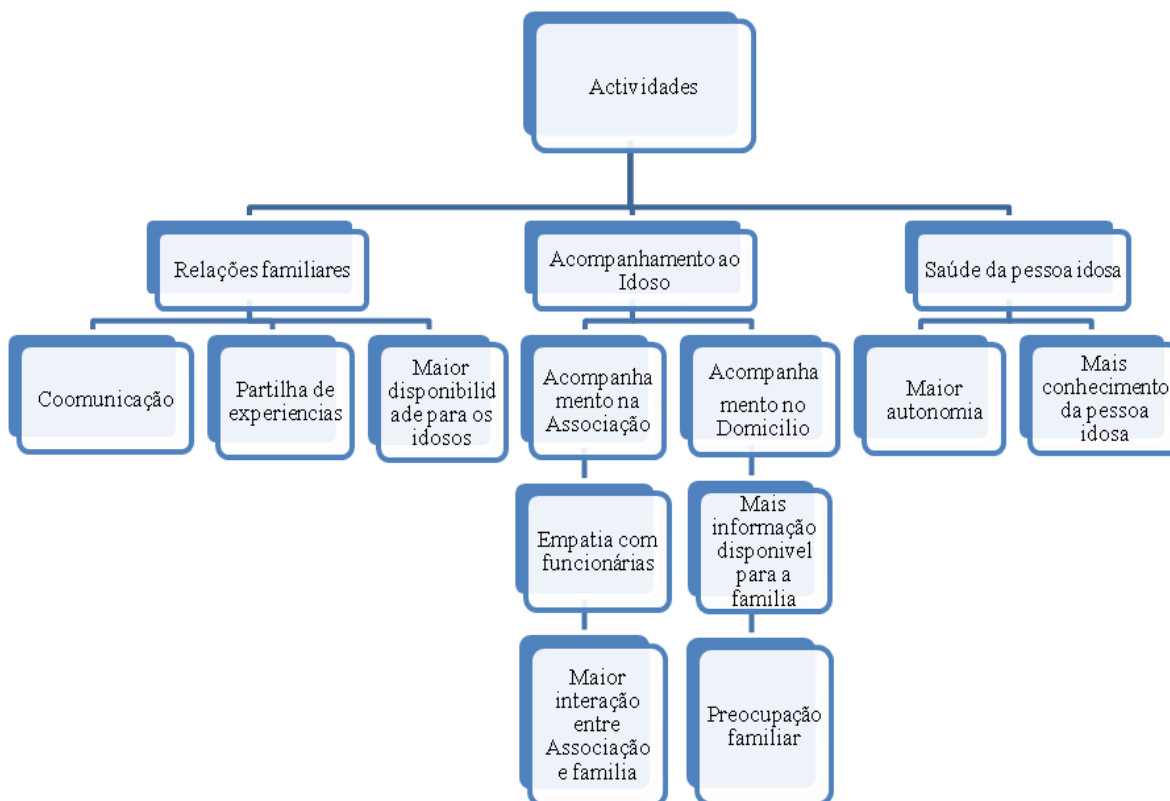 Actividades
Relações familiares
Acompanhamento ao
Idoso
Saúde da pessoa idosa
Coomunicação
Partilha de
experiencias
Maior
disponibilid
ade para os
idosos
Acompanha
mento na
Associação
Acompanha
mento no
Domicilio
Maior
autonomia
Mais
conhecimento
da pessoa
idosa
Empatia com
funcionárias
Mais
informação
disponivel
para a
familia
Maior
interação
entre
Associação
e familia
Preocupação
familiar